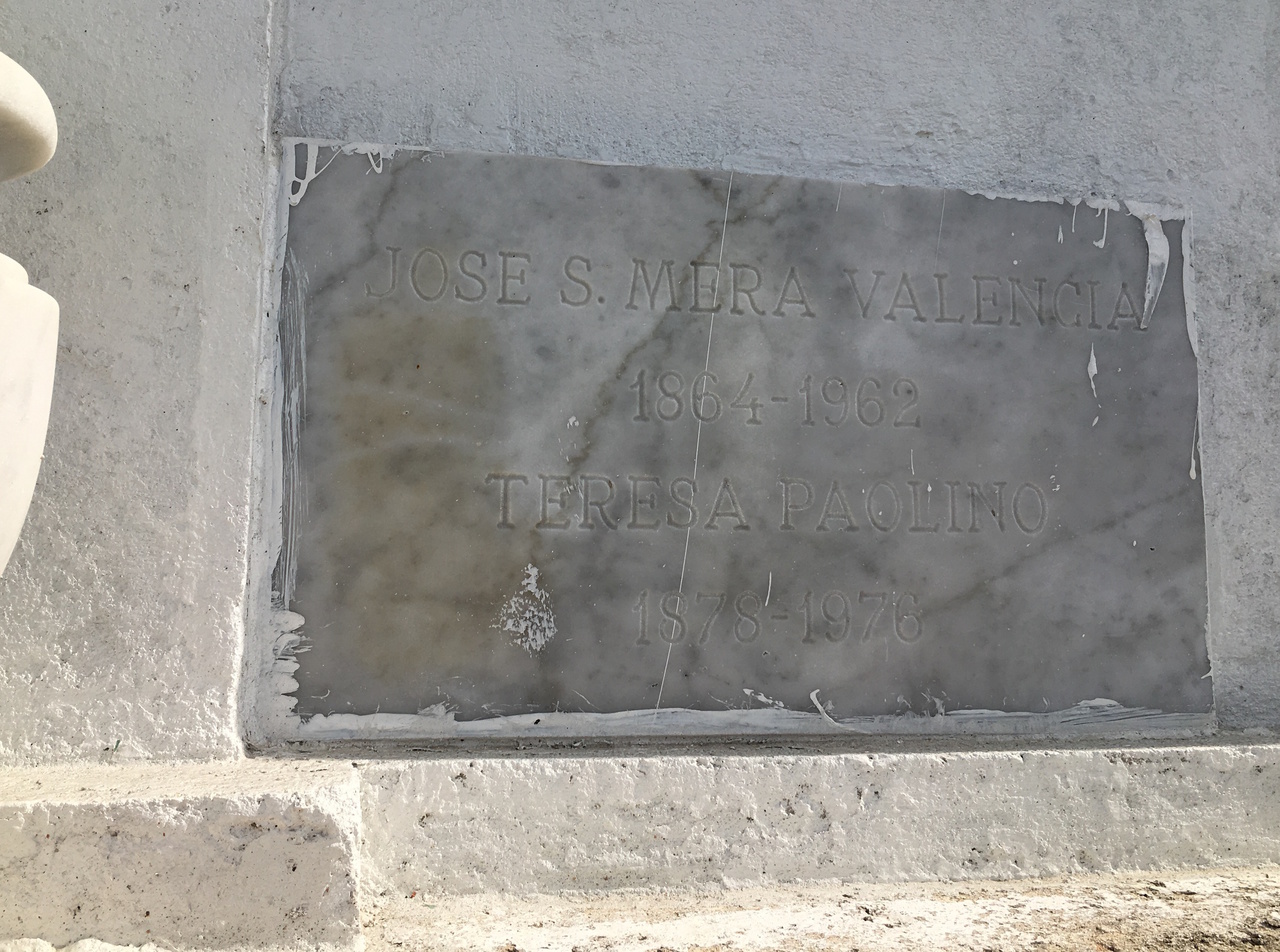 JOSE S. MERA VALENCIA
1864-1962
TERESA PAOLINO
1878-1976